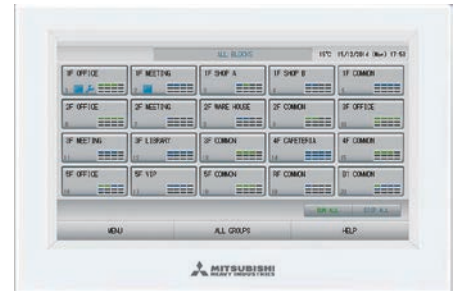 ALL BLOCKS 15°C 15/12/2014 (Mon) 17:53
1F OFFICE 1F MEETING 1F SHOP A 1F SHOP B 1F COMMON
2F OFFICE 2F MEETING 2F WARE HOUSE 2F COMMON 3F OFFICE
3F MEETING 3F LIBRARY 3F COMMON 4F CAFETERIA 4F COMMON
5F OFFICE 5F VIP 5F COMMON RF COMMON B1 COMMON
RUN ALL STOP ALL
MENU ALL GROUPS HELP
MITSUBISHI
HEAVY INDUSTRIES